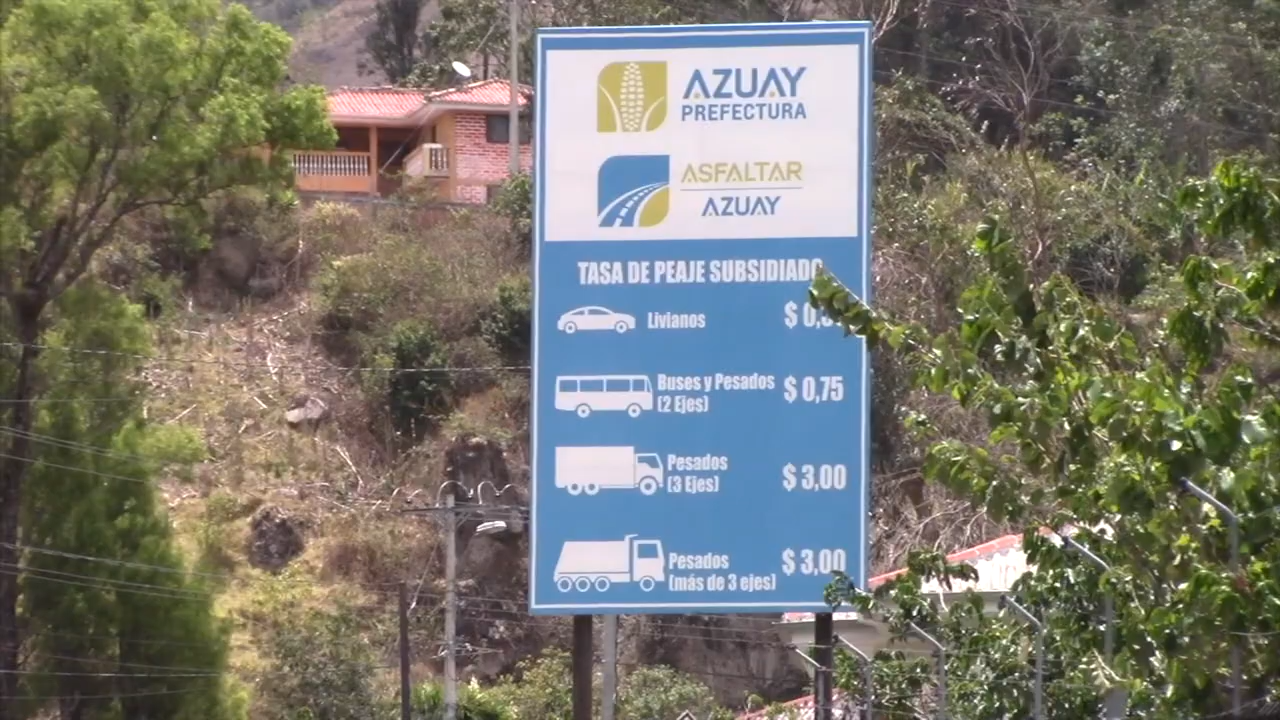 AZUAY
PREFECTURA
ASFALTAR
AZUAY
TASA DE PEAJE SUBSIDIADO
Livianos
Buses y Pesados
(2 Ejes)
$ 0,75
Pesados
(3 Ejes)
$ 3,00
Pesados
(más de 3 ejes)
$ 3,00